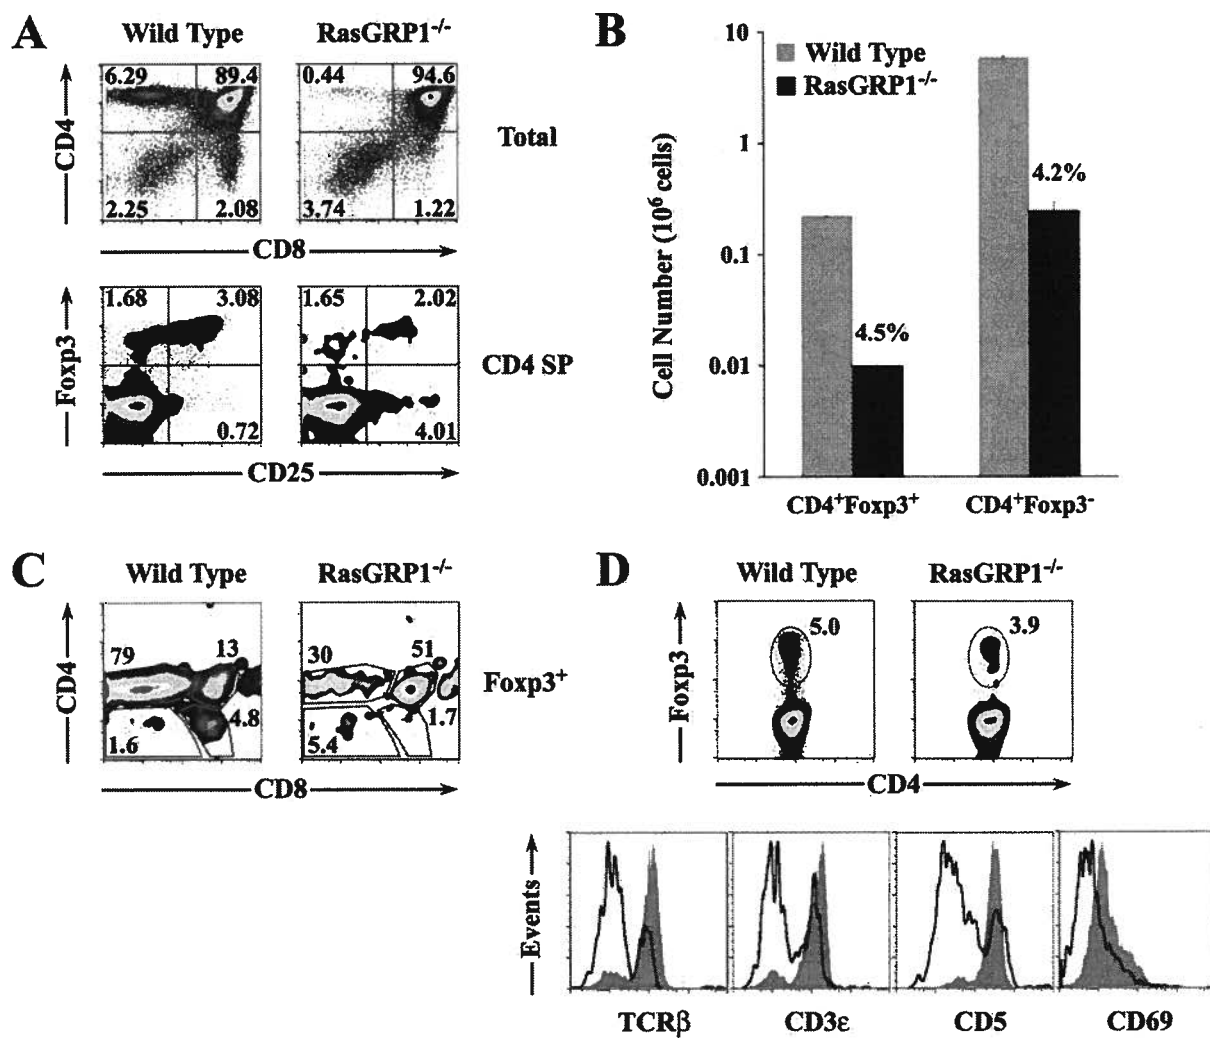 A
Wild Type
RasGRP1-/-
CD4
6.29
89.4
2.25
2.08
0.44
94.6
3.74
1.22
Total
CD8
Foxp3
1.68
3.08
0.72
1.65
2.02
4.01
CD4 SP
CD25
B
Wild Type
RasGRP1-/-
Cell Number (10⁶ cells)
10
1
0.1
0.01
0.001
4.5%
4.2%
CD4+Foxp3+
CD4+Foxp3-
C
Wild Type
RasGRP1-/-
CD4
79
13
4.8
1.6
30
51
1.7
5.4
Foxp3+
CD8
D
Wild Type
RasGRP1-/-
Foxp3
5.0
3.9
CD4
Events
TCRβ
CD3ε
CD5
CD69